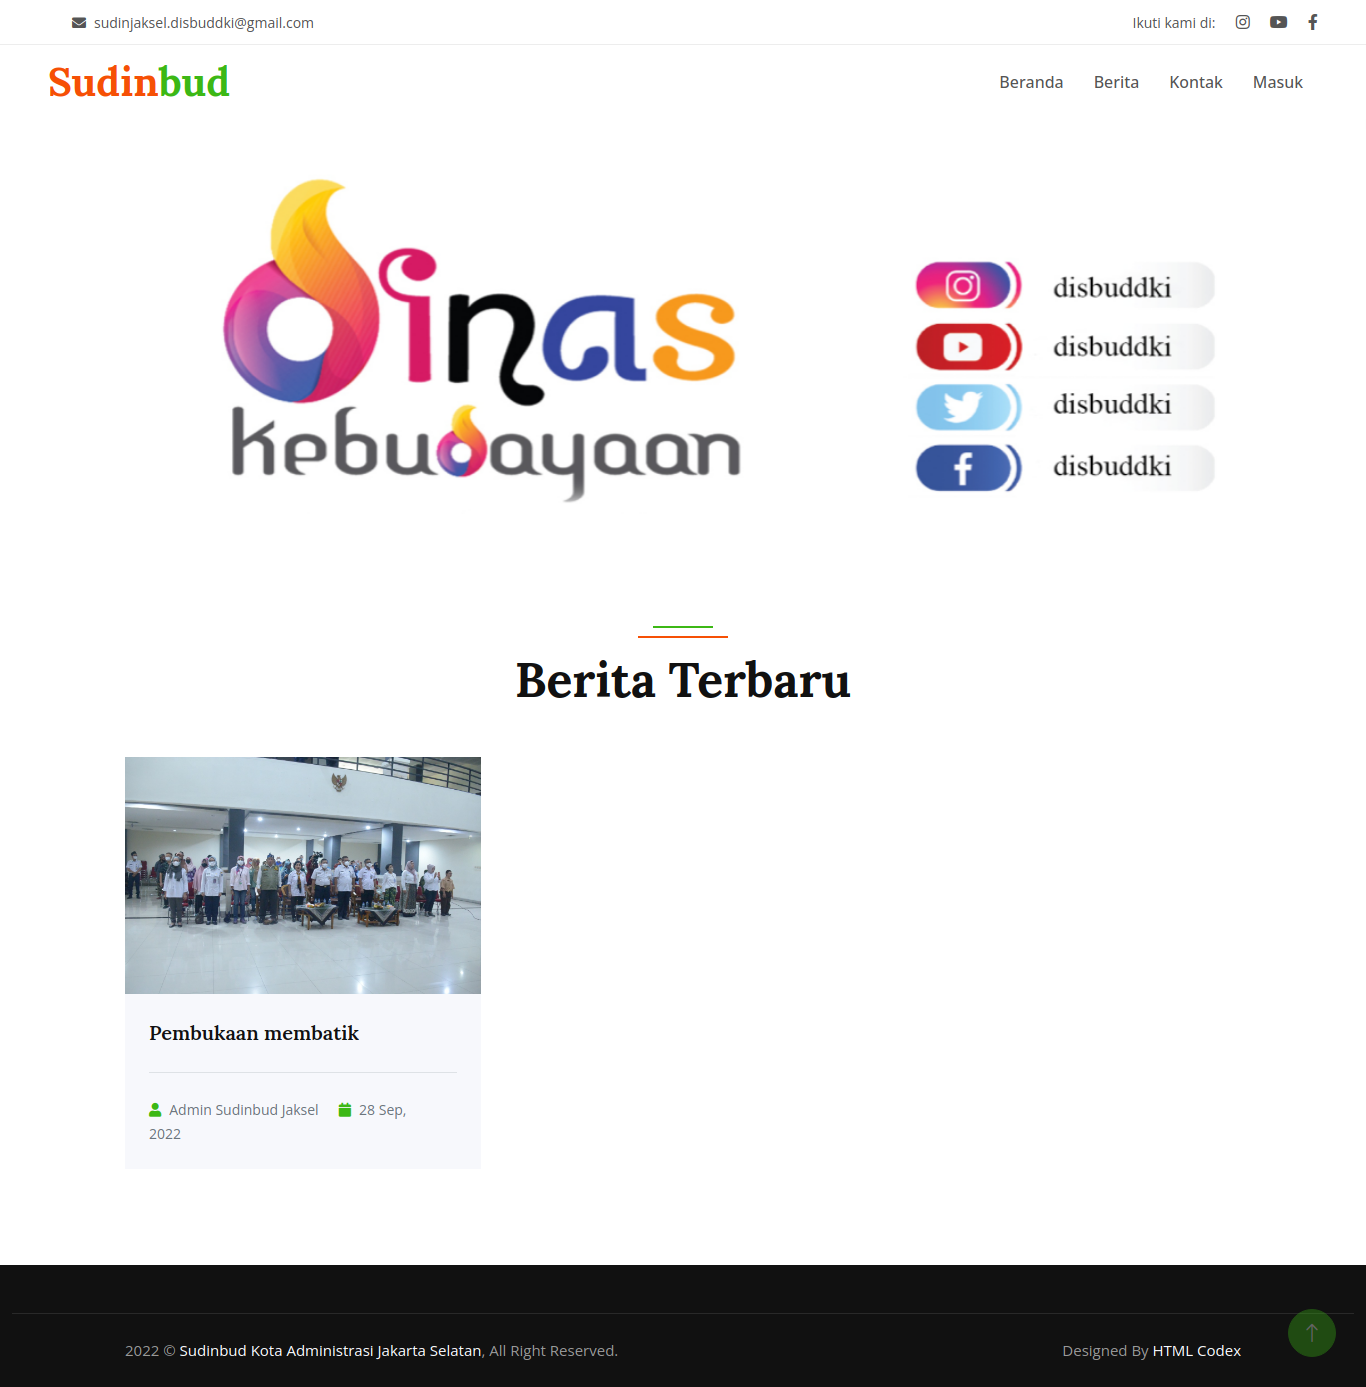 sudinjaksel.disbuddki@gmail.com
Ikuti kami di:
Sudinbud
Beranda Berita Kontak Masuk
dinas
kebudayaan
disbuddki
disbuddki
disbuddki
disbuddki
Berita Terbaru
Pembukaan membatik
Admin Sudinbud Jaksel 28 Sep,
2022
2022 © Sudinbud Kota Administrasi Jakarta Selatan, All Right Reserved.
Designed By HTML Codex